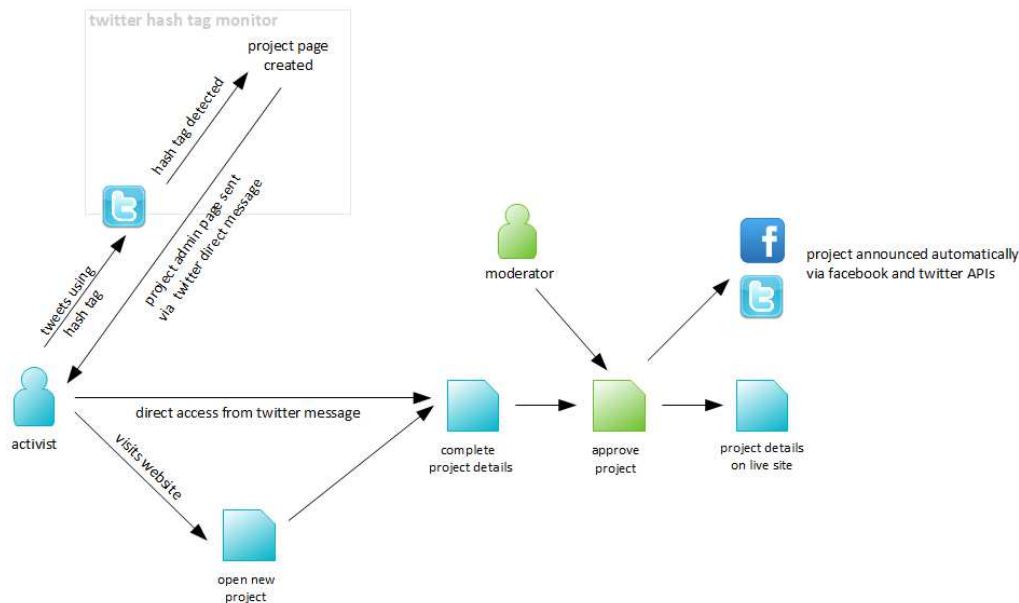 twitter hash tag monitor
project page
created
hash tag detected
project admin page sent
via twitter direct message
tweets using
hash tag
activist
direct access from twitter message
visits website
open new
project
complete
project details
moderator
approve
project
project announced automatically
via facebook and twitter APIs
project details
on live site